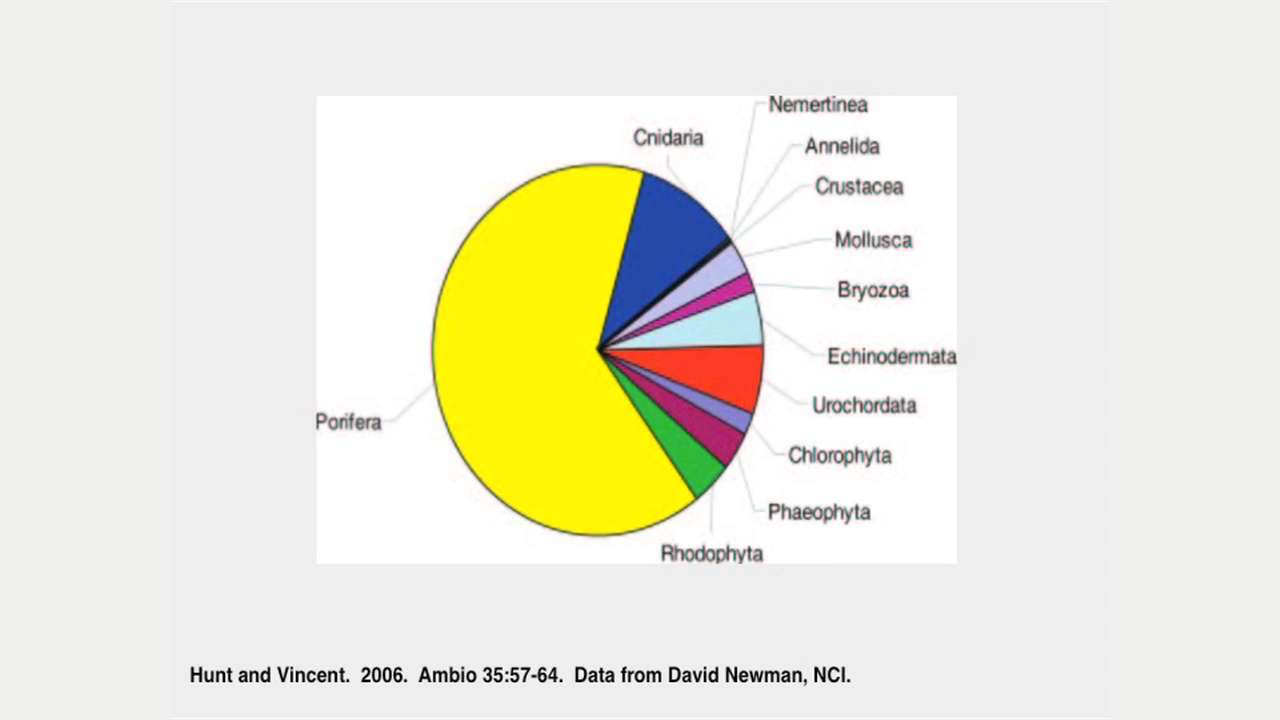 Nemertinea
Cnidaria
Annelida
Crustacea
Mollusca
Bryozoa
Echinodermata
Urochordata
Porifera
Chlorophyta
Phaeophyta
Rhodophyta
Hunt and Vincent. 2006. Ambio 35:57-64. Data from David Newman, NCI.